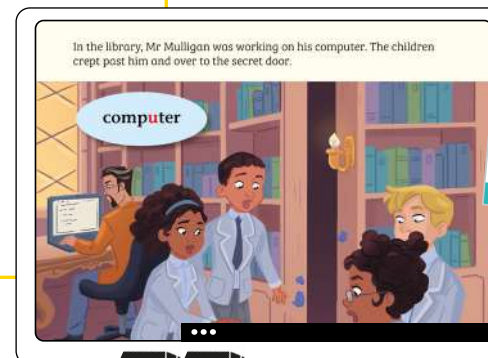 In the library, Mr Mulligan was working on his computer. The children
crept past him and over to the secret door.
computer